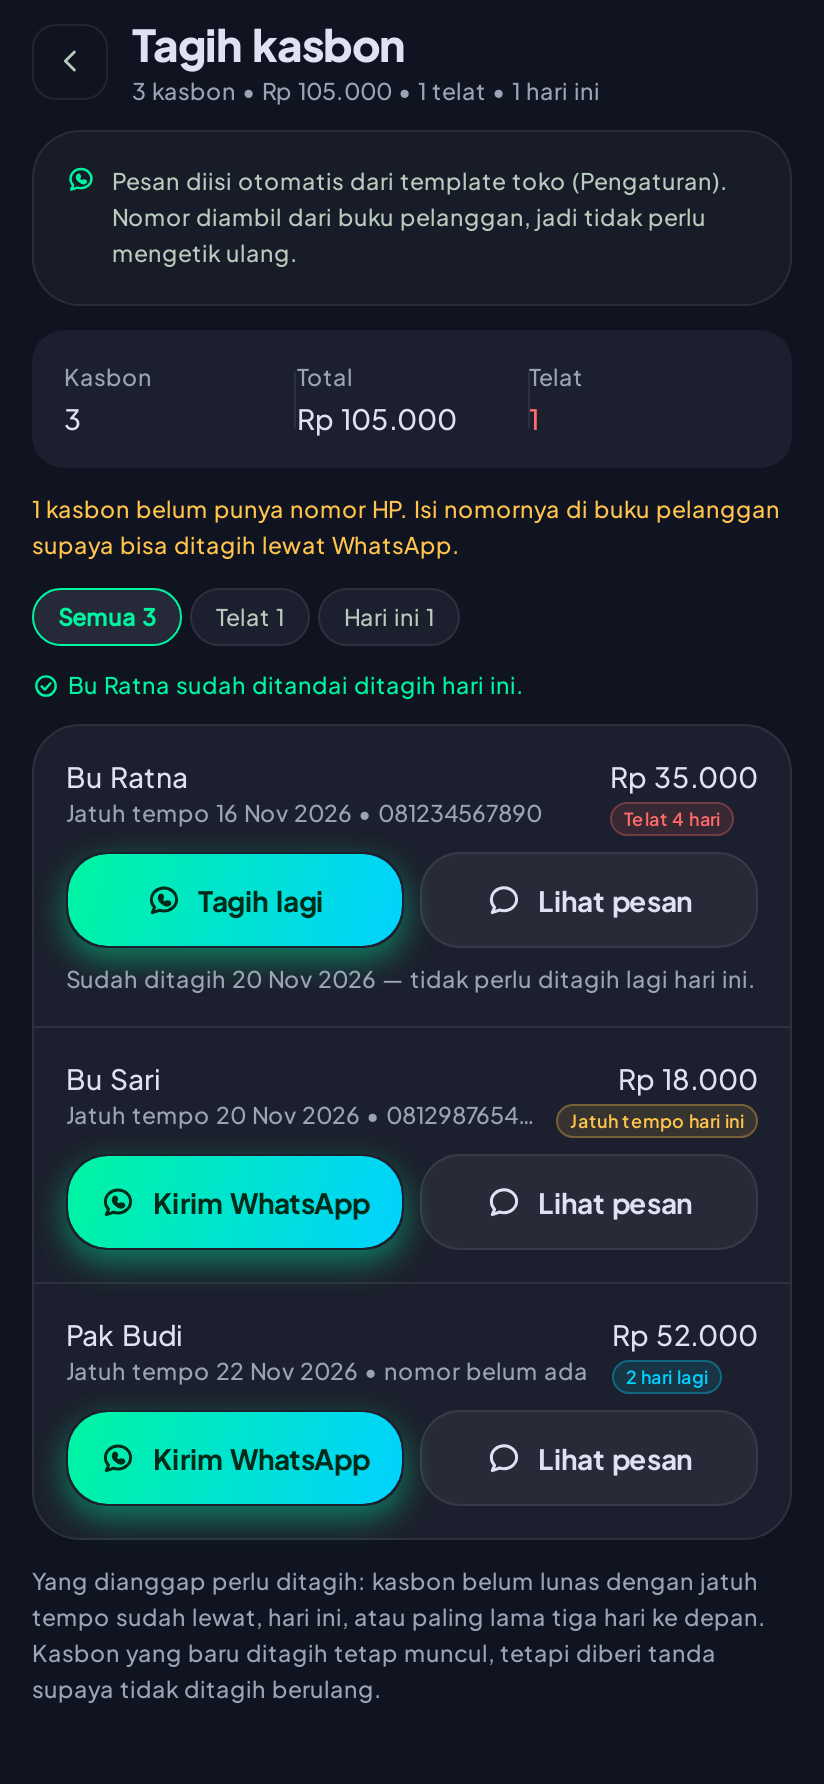 Tagih kasbon
3 kasbon • Rp 105.000 • 1 telat • 1 hari ini
Pesan diisi otomatis dari template toko (Pengaturan).
Nomor diambil dari buku pelanggan, jadi tidak perlu
mengetik ulang.
Kasbon Total Telat
3 Rp 105.000 1
1 kasbon belum punya nomor HP. Isi nomornya di buku pelanggan
supaya bisa ditagih lewat WhatsApp.
Semua 3 Telat 1 Hari ini 1
Bu Ratna sudah ditandai ditagih hari ini.
Bu Ratna Rp 35.000
Jatuh tempo 16 Nov 2026 • 081234567890 Telat 4 hari
Tagih lagi Lihat pesan
Sudah ditagih 20 Nov 2026 — tidak perlu ditagih lagi hari ini.
Bu Sari Rp 18.000
Jatuh tempo 20 Nov 2026 • 0812987654... Jatuh tempo hari ini
Kirim WhatsApp Lihat pesan
Pak Budi Rp 52.000
Jatuh tempo 22 Nov 2026 • nomor belum ada 2 hari lagi
Kirim WhatsApp Lihat pesan
Yang dianggap perlu ditagih: kasbon belum lunas dengan jatuh
tempo sudah lewat, hari ini, atau paling lama tiga hari ke depan.
Kasbon yang baru ditagih tetap muncul, tetapi diberi tanda
supaya tidak ditagih berulang.